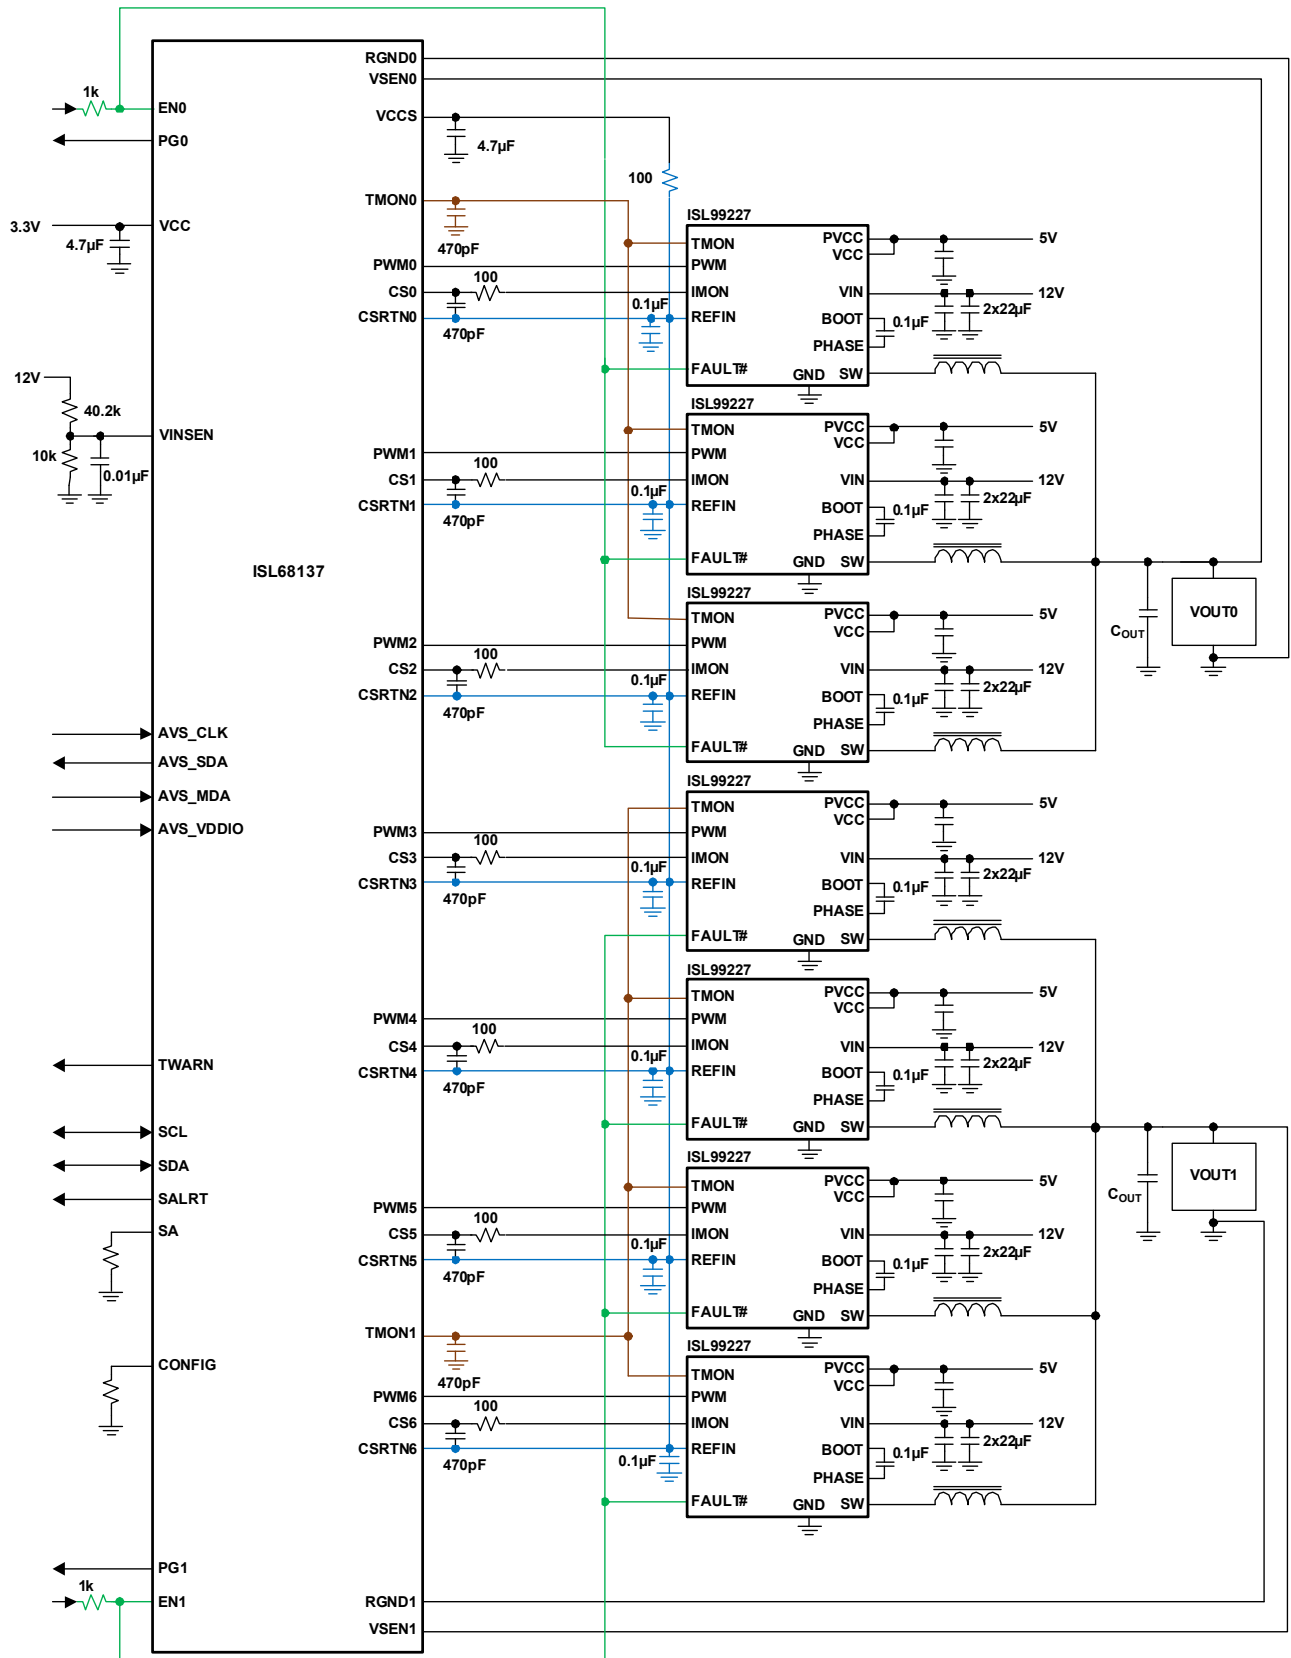 1k
EN0
PG0
3.3V
VCC
4.7µF
12V
40.2k
VINSEN
10k
0.01µF
ISL68137
AVS_CLK
AVS_SDA
AVS_MDA
AVS_VDDIO
TWARN
SCL
SDA
SALRT
SA
CONFIG
PG1
1k
EN1
RGND0
VSEN0
VCCS
4.7µF
100
TMON0
470pF
PWM0
100
CS0
0.1µF
CSRTN0
470pF
ISL99227
TMON
PWM
IMON
REFIN
FAULT#
PVCC
VCC
VIN
BOOT
PHASE
GND SW
5V
12V
2x22µF
0.1µF
PWM1
100
CS1
0.1µF
CSRTN1
470pF
ISL99227
TMON
PWM
IMON
REFIN
FAULT#
PVCC
VCC
VIN
BOOT
PHASE
GND SW
5V
12V
2x22µF
0.1µF
COUT
VOUT0
PWM2
100
CS2
0.1µF
CSRTN2
470pF
ISL99227
TMON
PWM
IMON
REFIN
FAULT#
PVCC
VCC
VIN
BOOT
PHASE
GND SW
5V
12V
2x22µF
0.1µF
PWM3
100
CS3
0.1µF
CSRTN3
470pF
ISL99227
TMON
PWM
IMON
REFIN
FAULT#
PVCC
VCC
VIN
BOOT
PHASE
GND SW
5V
12V
2x22µF
0.1µF
PWM4
100
CS4
0.1µF
CSRTN4
470pF
ISL99227
TMON
PWM
IMON
REFIN
FAULT#
PVCC
VCC
VIN
BOOT
PHASE
GND SW
5V
12V
2x22µF
0.1µF
COUT
VOUT1
PWM5
100
CS5
0.1µF
CSRTN5
470pF
ISL99227
TMON
PWM
IMON
REFIN
FAULT#
PVCC
VCC
VIN
BOOT
PHASE
GND SW
5V
12V
2x22µF
0.1µF
TMON1
470pF
PWM6
100
CS6
0.1µF
CSRTN6
470pF
ISL99227
TMON
PWM
IMON
REFIN
FAULT#
PVCC
VCC
VIN
BOOT
PHASE
GND SW
5V
12V
2x22µF
0.1µF
RGND1
VSEN1